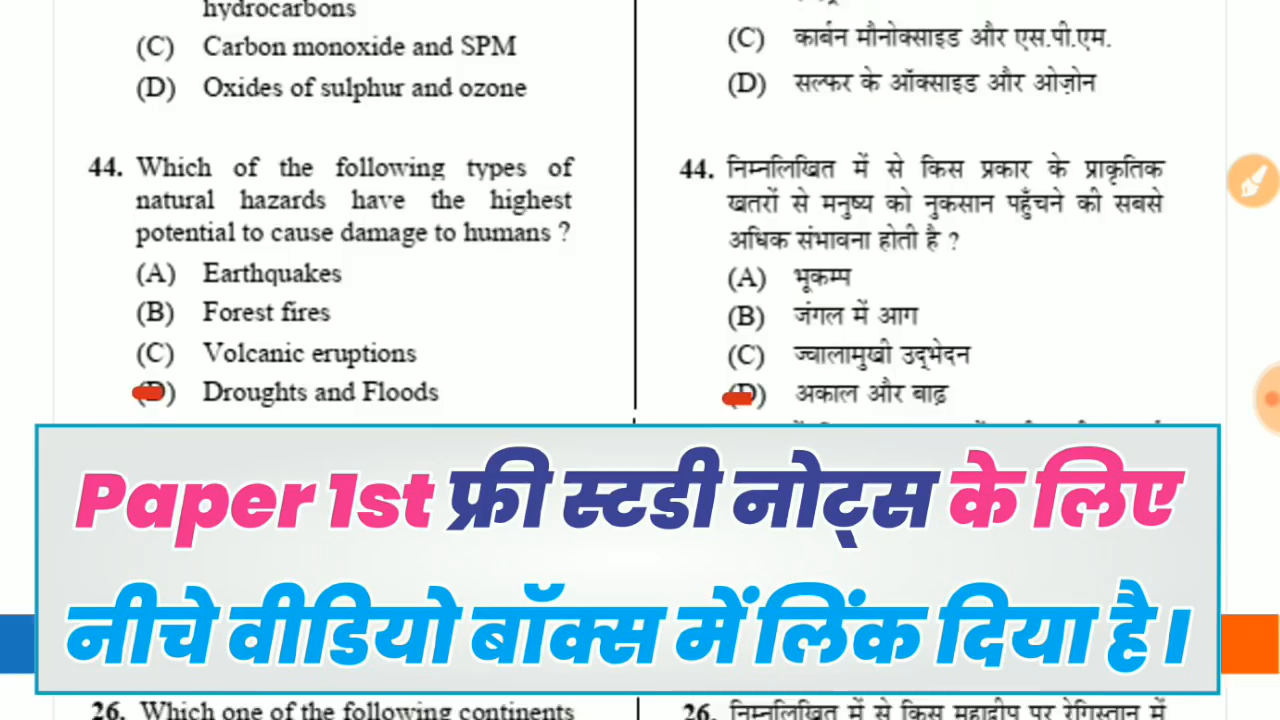 hydrocarbons
(C) Carbon monoxide and SPM
(D) Oxides of sulphur and ozone
44. Which of the following types of
natural hazards have the highest
potential to cause damage to humans ?
(A) Earthquakes
(B) Forest fires
(C) Volcanic eruptions
(D) Droughts and Floods
(C) कार्बन मौनोक्साइड और एस.पी.एम.
(D) सल्फर के ऑक्साइड और ओज़ोन
44. निम्नलिखित में से किस प्रकार के प्राकृतिक
खतरों से मनुष्य को नुकसान पहुँचने की सबसे
अधिक संभावना होती है ?
(A) भूकम्प
(B) जंगल में आग
(C) ज्वालामुखी उद्भेदन
(D) अकाल और बाढ़
Paper 1st फ्री स्टडी नोट्स के लिए
नीचे वीडियो बॉक्स में लिंक दिया है।
26. Which one of the following continents
26. निम्नलिखित में से किस महाद्वीप पर रेगिस्तान में